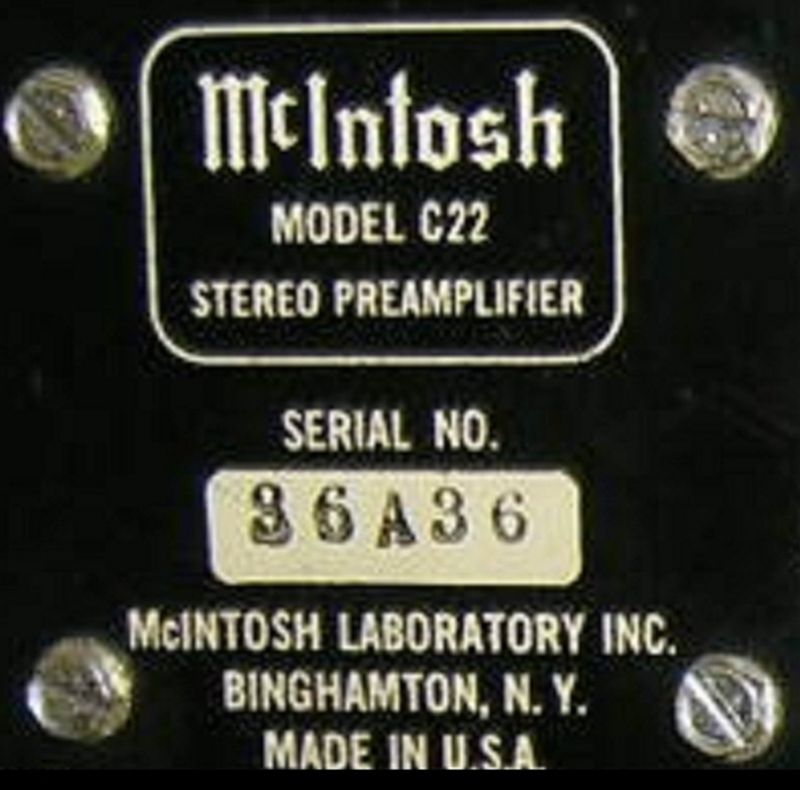 McIntosh
MODEL C22
STEREO PREAMPLIFIER
SERIAL NO.
36A36
McINTOSH LABORATORY INC.
BINGHAMTON, N. Y.
MADE IN U.S.A.